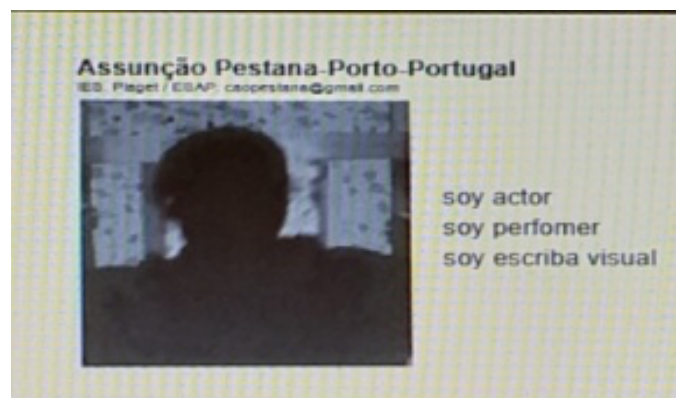 Assunção Pestana-Porto-Portugal
IES. Piaget / ESAP. caopestana@gmail.com
soy actor
soy perfomer
soy escriba visual